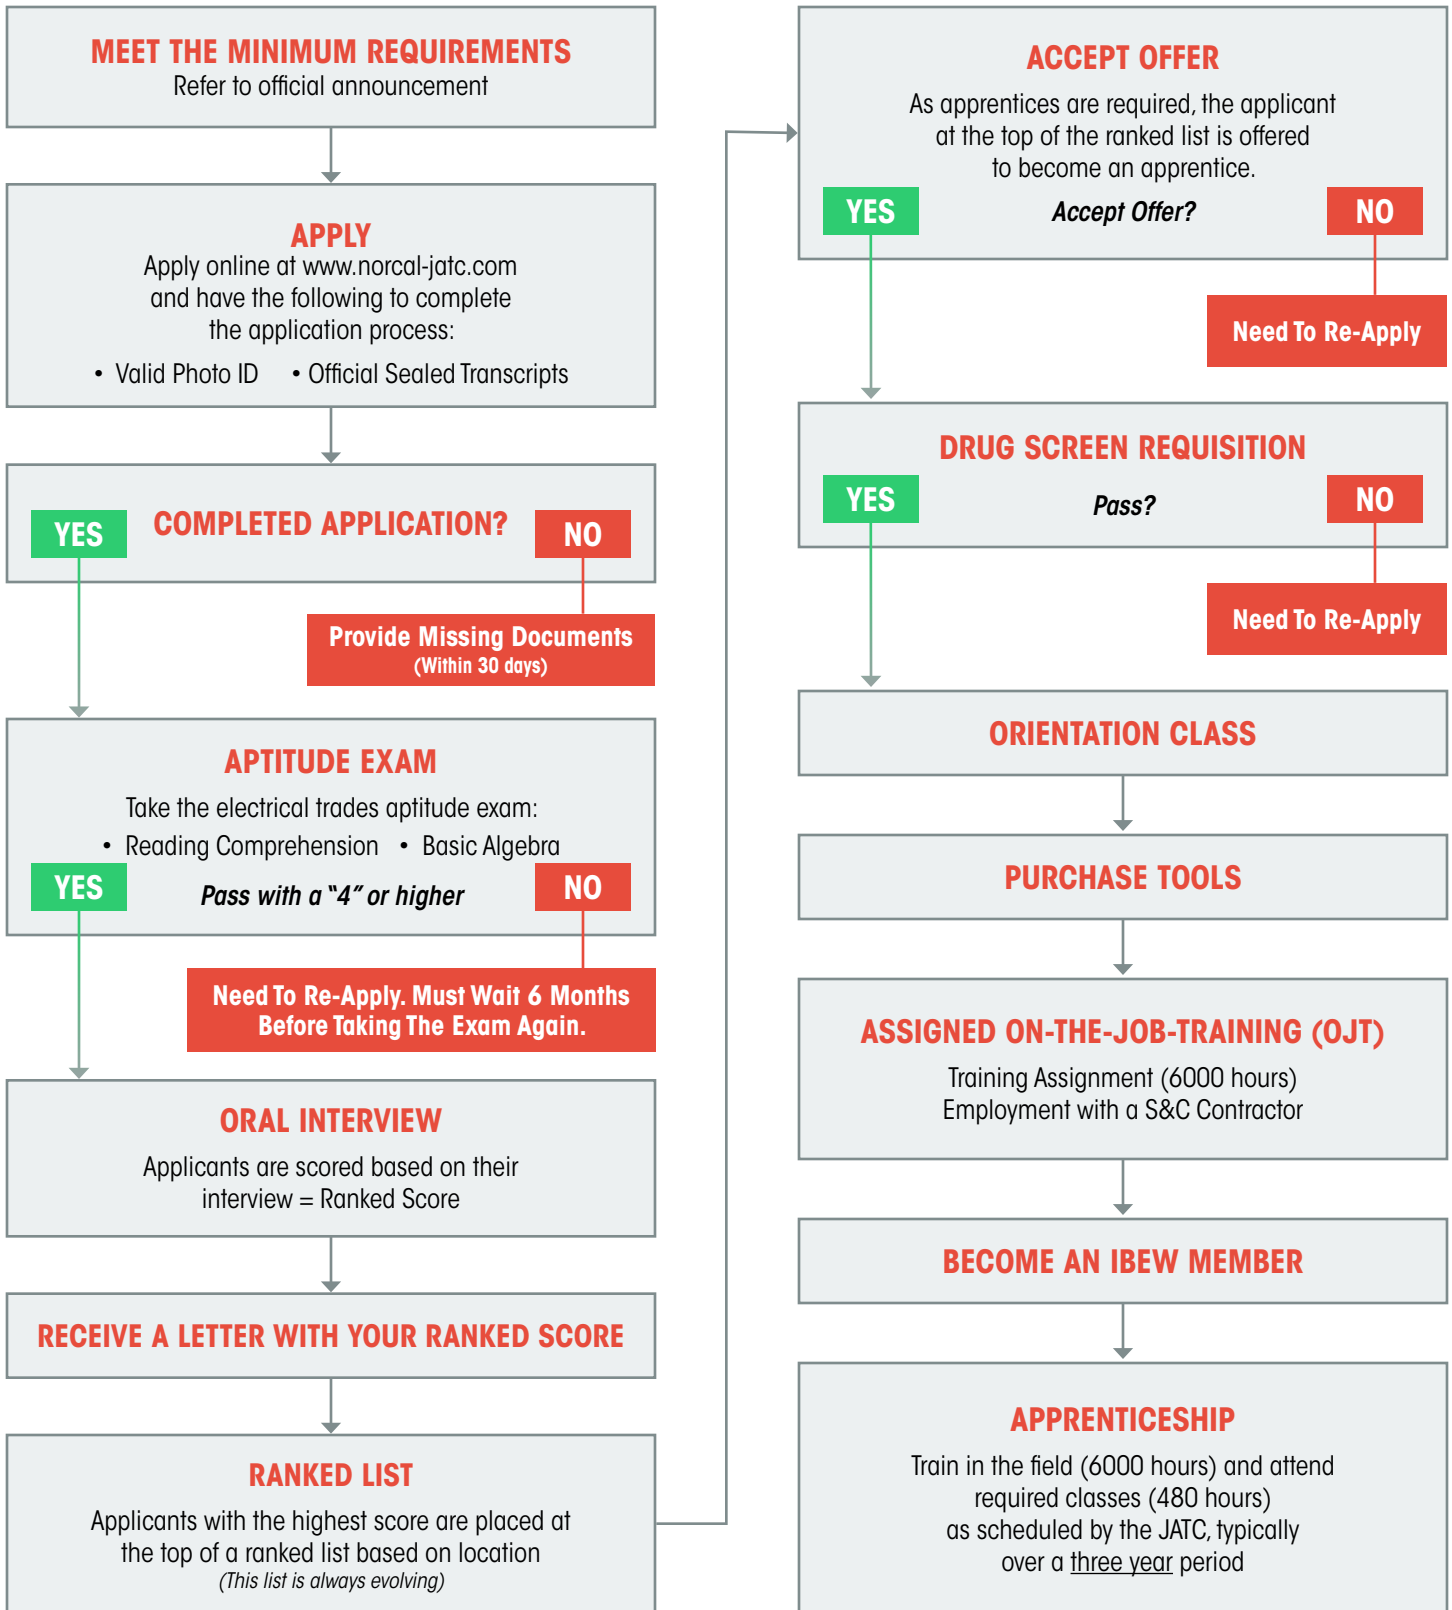 MEET THE MINIMUM REQUIREMENTS
Refer to official announcement
APPLY
Apply online at www.norcal-jatc.com
and have the following to complete
the application process:
• Valid Photo ID • Official Sealed Transcripts
COMPLETED APPLICATION?
YES
NO
Provide Missing Documents
(Within 30 days)
APTITUDE EXAM
Take the electrical trades aptitude exam:
• Reading Comprehension • Basic Algebra
YES
Pass with a "4" or higher
NO
Need To Re-Apply. Must Wait 6 Months
Before Taking The Exam Again.
ORAL INTERVIEW
Applicants are scored based on their
interview = Ranked Score
RECEIVE A LETTER WITH YOUR RANKED SCORE
RANKED LIST
Applicants with the highest score are placed at
the top of a ranked list based on location
(This list is always evolving)
ACCEPT OFFER
As apprentices are required, the applicant
at the top of the ranked list is offered
to become an apprentice.
YES
Accept Offer?
NO
Need To Re-Apply
DRUG SCREEN REQUISITION
YES
Pass?
NO
Need To Re-Apply
ORIENTATION CLASS
PURCHASE TOOLS
ASSIGNED ON-THE-JOB-TRAINING (OJT)
Training Assignment (6000 hours)
Employment with a S&C Contractor
BECOME AN IBEW MEMBER
APPRENTICESHIP
Train in the field (6000 hours) and attend
required classes (480 hours)
as scheduled by the JATC, typically
over a three year period